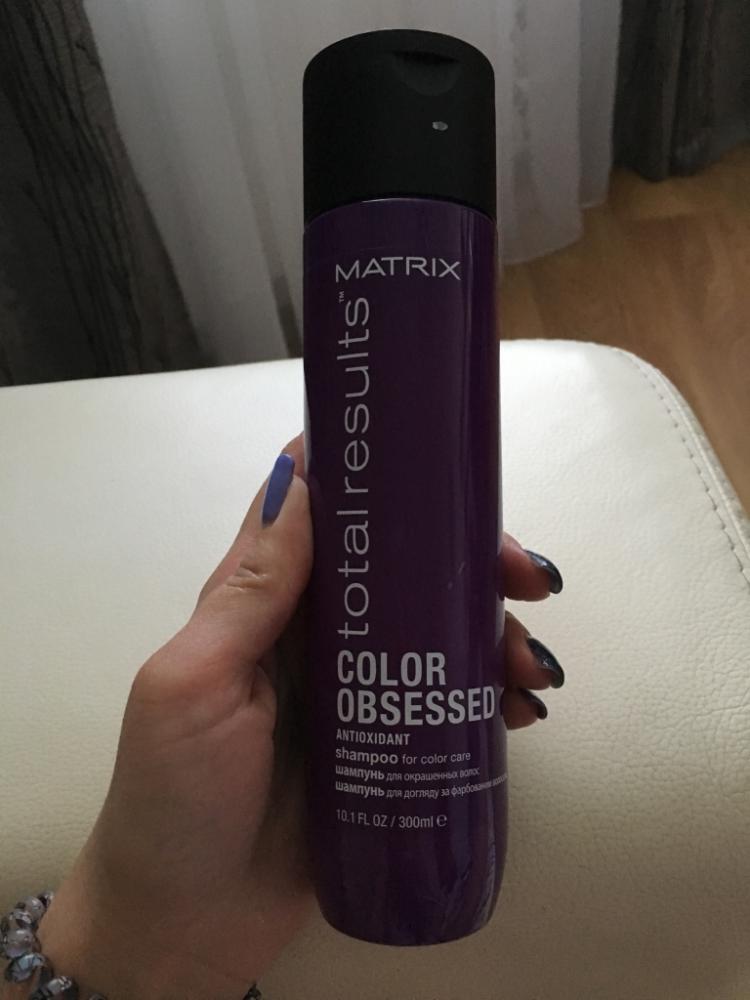 MATRIX
total results™
COLOR
OBSESSED
ANTIOXIDANT
shampoo for color care
шампунь для окрашенных волос
шампунь для догляду за фарбованим волоссям
10.1 FL OZ / 300ml ℮